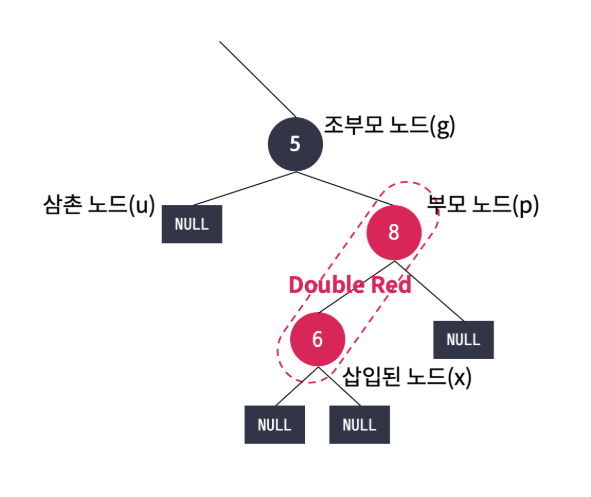 조부모 노드(g)
5
삼촌 노드(u)
부모 노드(p)
NULL
8
Double Red
6
NULL
삽입된 노드(x)
NULL
NULL